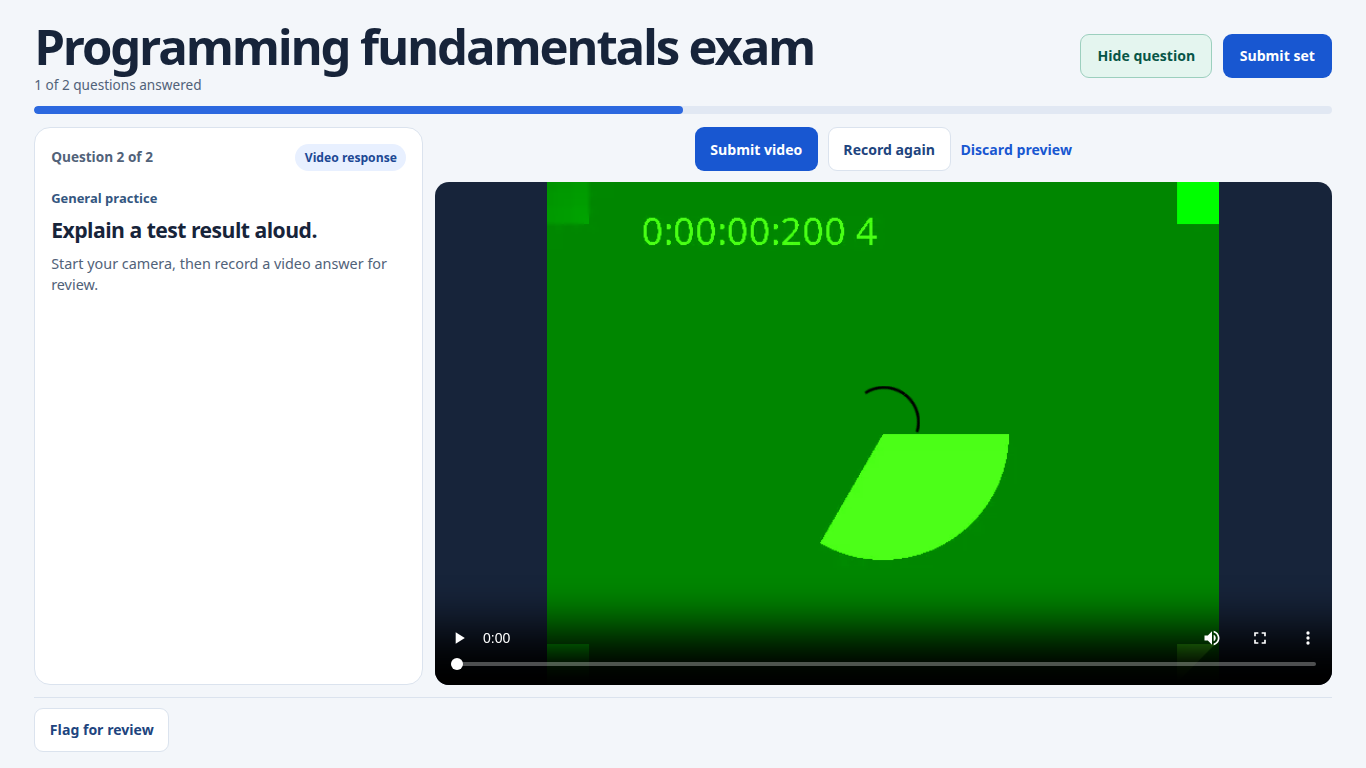 Programming fundamentals exam
1 of 2 questions answered
Hide question
Submit set
Question 2 of 2
Video response
General practice
Explain a test result aloud.
Start your camera, then record a video answer for
review.
Submit video
Record again
Discard preview
0:00:00:200 4
0:00
Flag for review